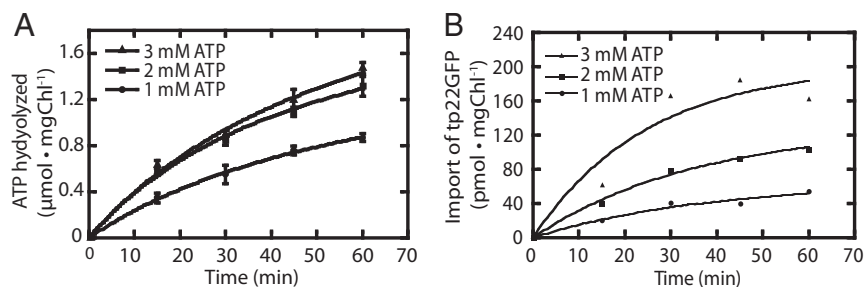 A
ATP hydyolyzed
(µmol • mgChl⁻¹)
1.6
1.2
0.8
0.4
0
3 mM ATP
2 mM ATP
1 mM ATP
0 10 20 30 40 50 60 70
Time (min)
B
Import of tp22GFP
(pmol • mgChl⁻¹)
240
200
160
120
80
40
0
3 mM ATP
2 mM ATP
1 mM ATP
0 10 20 30 40 50 60 70
Time (min)